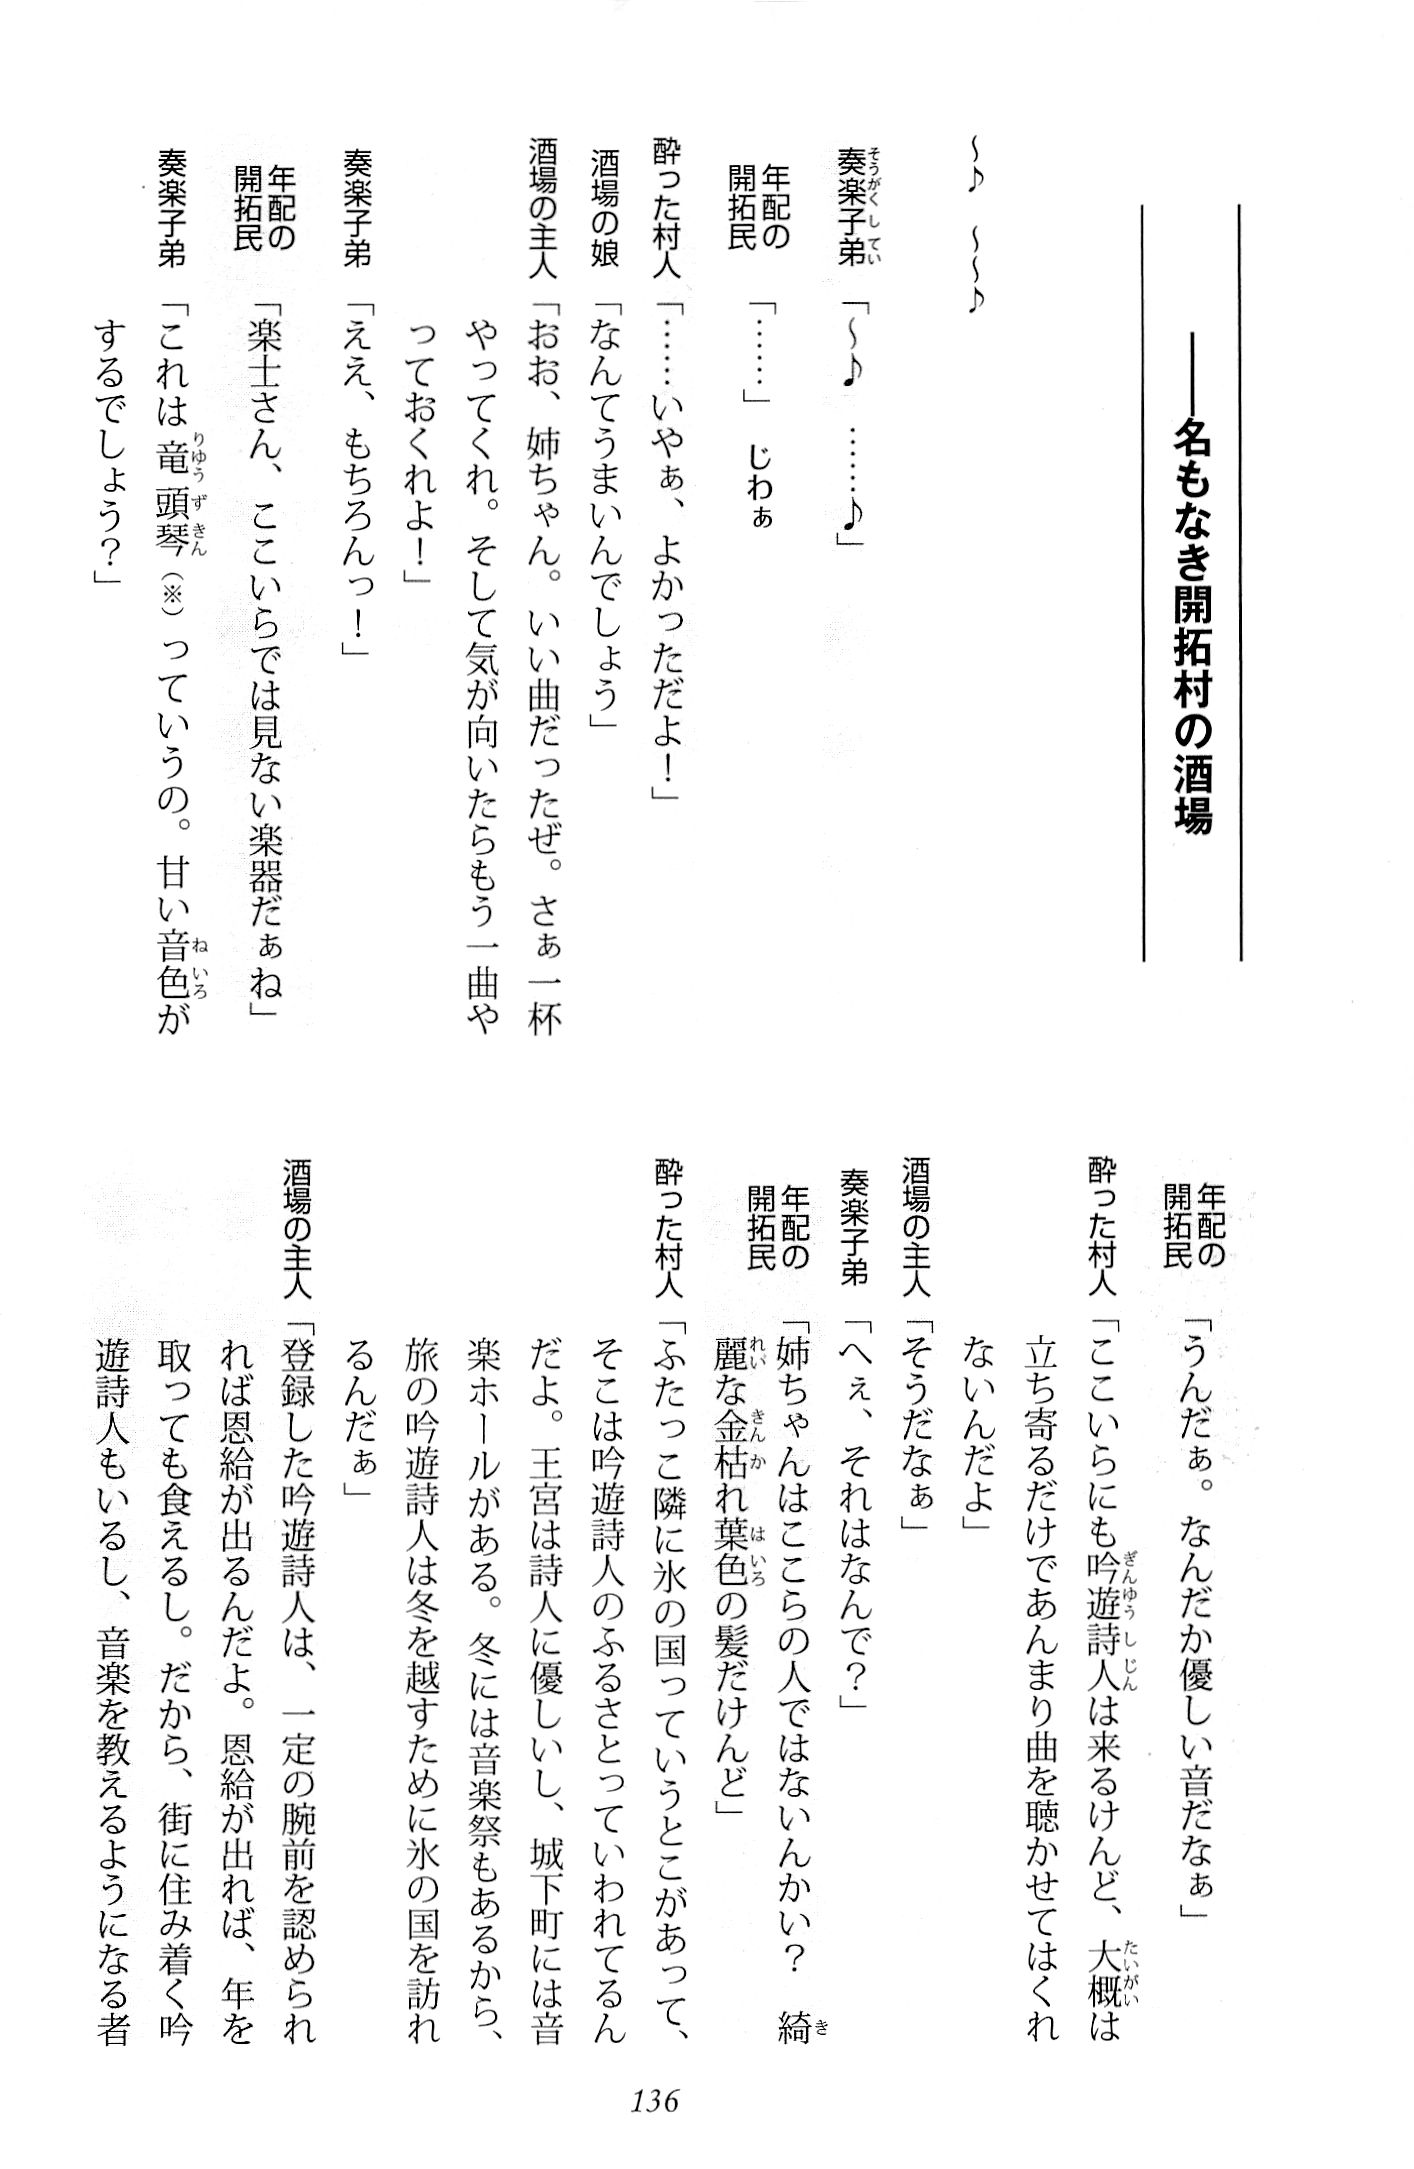 ――名もなき開拓村の酒場
～♪　～～♪
奏楽子弟「～♪　……♪」
年配の開拓民「……」　じわぁ
酔った村人「……いやぁ、よかっただよ！」
酒場の娘「なんてうまいんでしょう」
酒場の主人「おお、姉ちゃん。いい曲だったぜ。さぁ一杯
やってくれ。そして気が向いたらもう一曲や
っておくれよ！」
奏楽子弟「ええ、もちろんっ！」
年配の開拓民「楽士さん、ここいらでは見ない楽器だぁね」
奏楽子弟「これは竜頭琴（※）っていうの。甘い音色が
するでしょう？」
年配の開拓民「うんだぁ。なんだか優しい音だなぁ」
酔った村人「ここいらにも吟遊詩人は来るけんど、大概は
立ち寄るだけであんまり曲を聴かせてはくれ
ないんだよ」
酒場の主人「そうだなぁ」
奏楽子弟「へぇ、それはなんで？」
年配の開拓民「姉ちゃんはここらの人ではないんかい？　綺
麗な金枯れ葉色の髪だけんど」
酔った村人「ふたっこ隣に氷の国っていうとこがあって、
そこは吟遊詩人のふるさとっていわれてるん
だよ。王宮は詩人に優しいし、城下町には音
楽ホールがある。冬には音楽祭もあるから、
旅の吟遊詩人は冬を越すために氷の国を訪れ
るんだぁ」
酒場の主人「登録した吟遊詩人は、一定の腕前を認められ
れば恩給が出るんだよ。恩給が出れば、年を
取っても食えるし。だから、街に住み着く吟
遊詩人もいるし、音楽を教えるようになる者
136